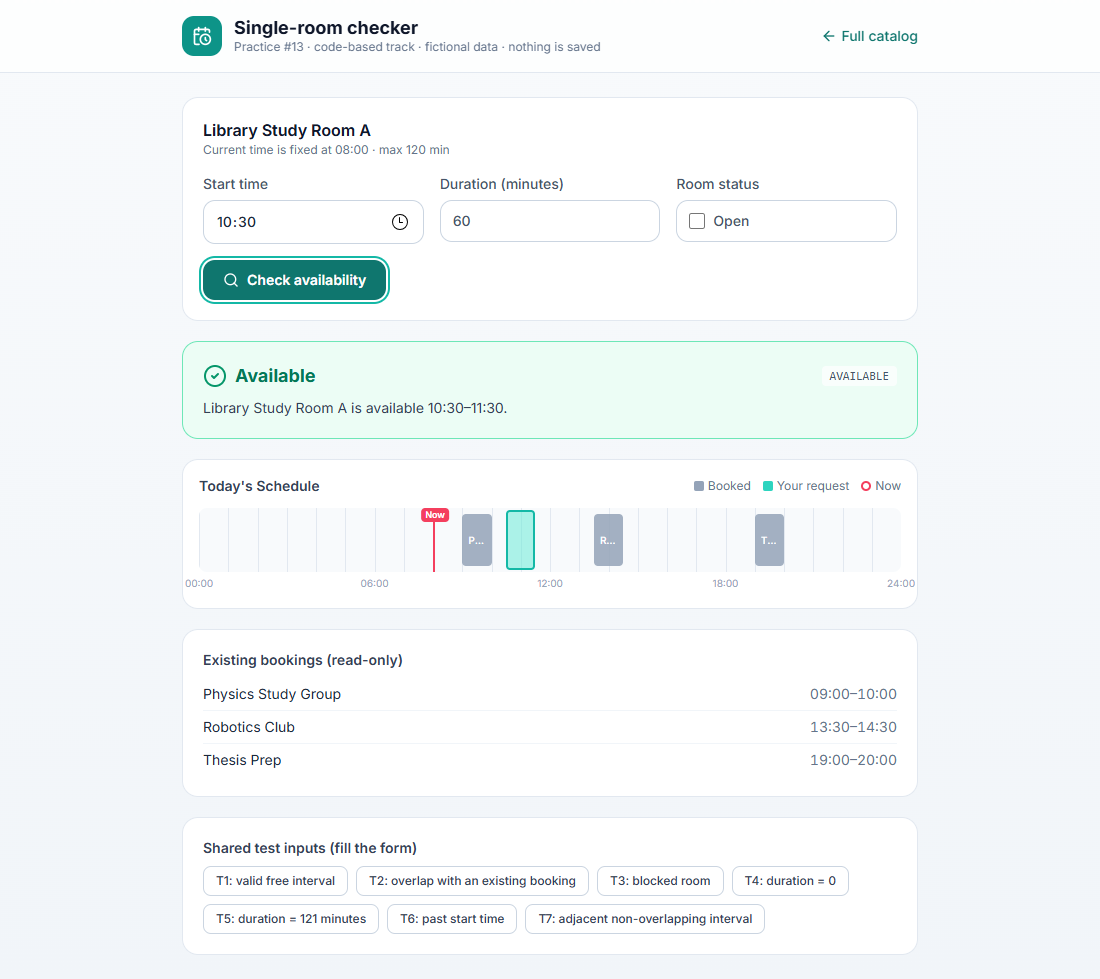 Single-room checker
Practice #13 · code-based track · fictional data · nothing is saved
← Full catalog
Library Study Room A
Current time is fixed at 08:00 · max 120 min
Start time
Duration (minutes)
Room status
10:30
60
Open
Check availability
Available
AVAILABLE
Library Study Room A is available 10:30–11:30.
Today's Schedule
Booked
Your request
Now
Now
P...
R...
T...
00:00
06:00
12:00
18:00
24:00
Existing bookings (read-only)
Physics Study Group 09:00–10:00
Robotics Club 13:30–14:30
Thesis Prep 19:00–20:00
Shared test inputs (fill the form)
T1: valid free interval
T2: overlap with an existing booking
T3: blocked room
T4: duration = 0
T5: duration = 121 minutes
T6: past start time
T7: adjacent non-overlapping interval